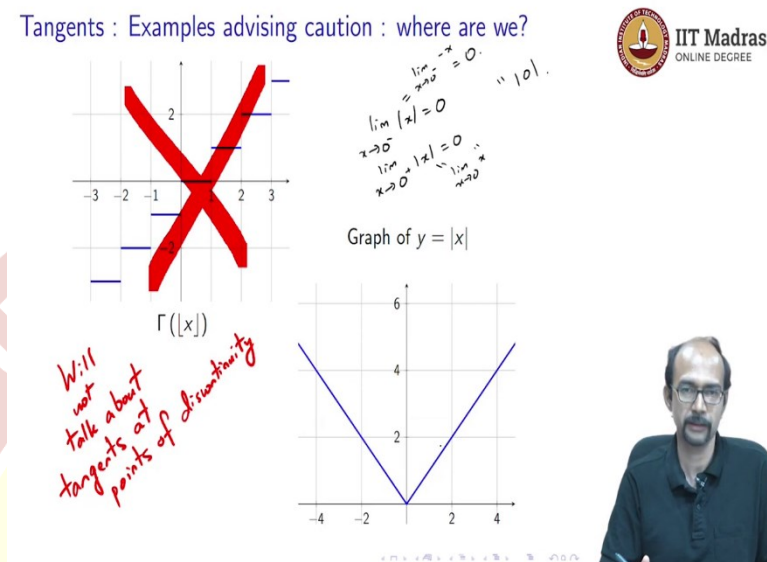 Tangents : Examples advising caution : where are we?
IIT Madras
ONLINE DEGREE
2
−3 −2 −1 1 2 3
−2
Γ(⌊x⌋)
Will
not
talk about
tangents at
points of discontinuity
= lim x→0⁻ −x = 0.
lim x→0⁻ |x| = 0
" |0|.
lim x→0⁺ |x| = 0
" lim x→0 x "
Graph of y = |x|
6
4
2
−4 −2 2 4